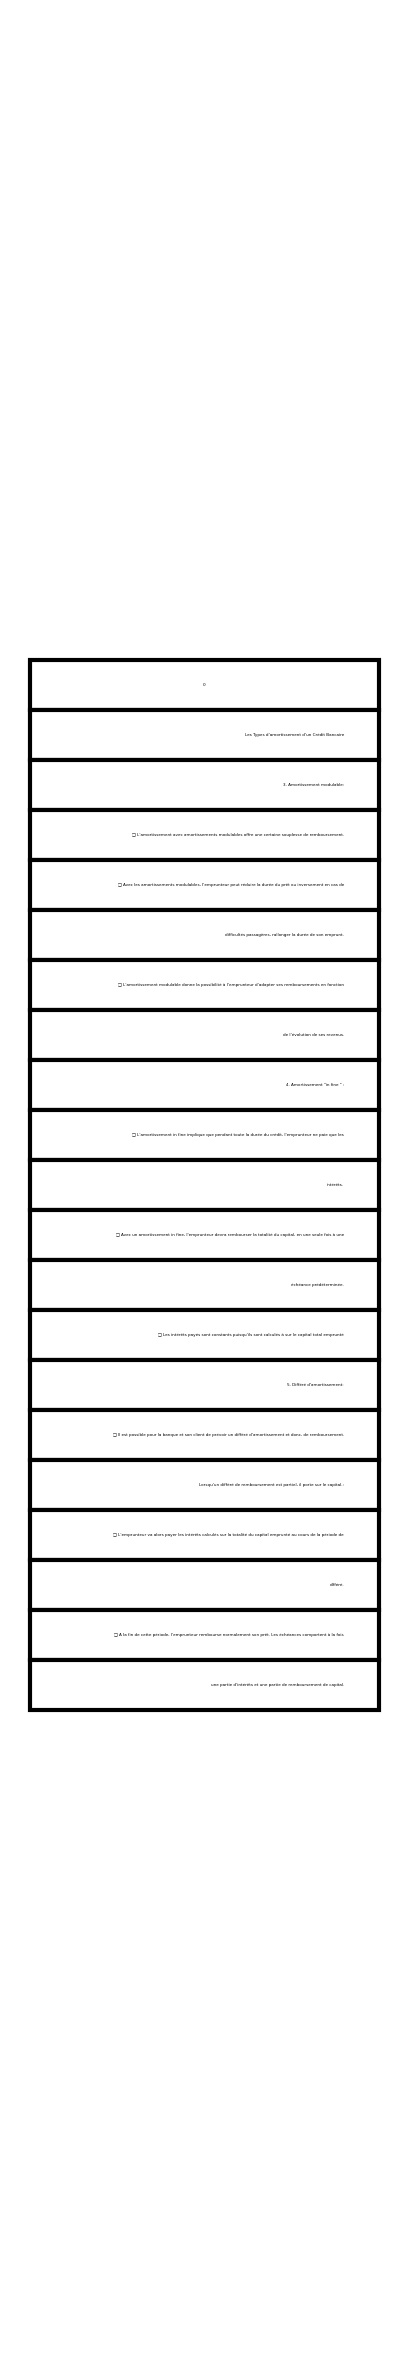 0
Les Types d'amortissement d'un Crédit Bancaire
3. Amortissement modulable:
❑ L'amortissement avec amortissements modulables offre une certaine souplesse de remboursement.
❑ Avec les amortissements modulables, l'emprunteur peut réduire la durée du prêt ou inversement en cas de
difficultés passagères, rallonger la durée de son emprunt.
❑ L'amortissement modulable donne la possibilité à l'emprunteur d'adapter ses remboursements en fonction
de l'évolution de ses revenus.
4. Amortissement "in fine " :
❑ L'amortissement in fine implique que pendant toute la durée du crédit, l'emprunteur ne paie que les
intérêts.
❑ Avec un amortissement in fine, l'emprunteur devra rembourser la totalité du capital, en une seule fois à une
échéance prédéterminée.
❑ Les intérêts payés sont constants puisqu'ils sont calculés à sur le capital total emprunté
5. Différé d'amortissement:
❑ Il est possible pour la banque et son client de prévoir un différé d'amortissement et donc, de remboursement.
Lorsqu'un différé de remboursement est partiel, il porte sur le capital :
❑ L'emprunteur va alors payer les intérêts calculés sur la totalité du capital emprunté au cours de la période de
différé.
❑ A la fin de cette période, l'emprunteur rembourse normalement son prêt. Les échéances comportent à la fois
une partie d'intérêts et une partie de remboursement de capital.